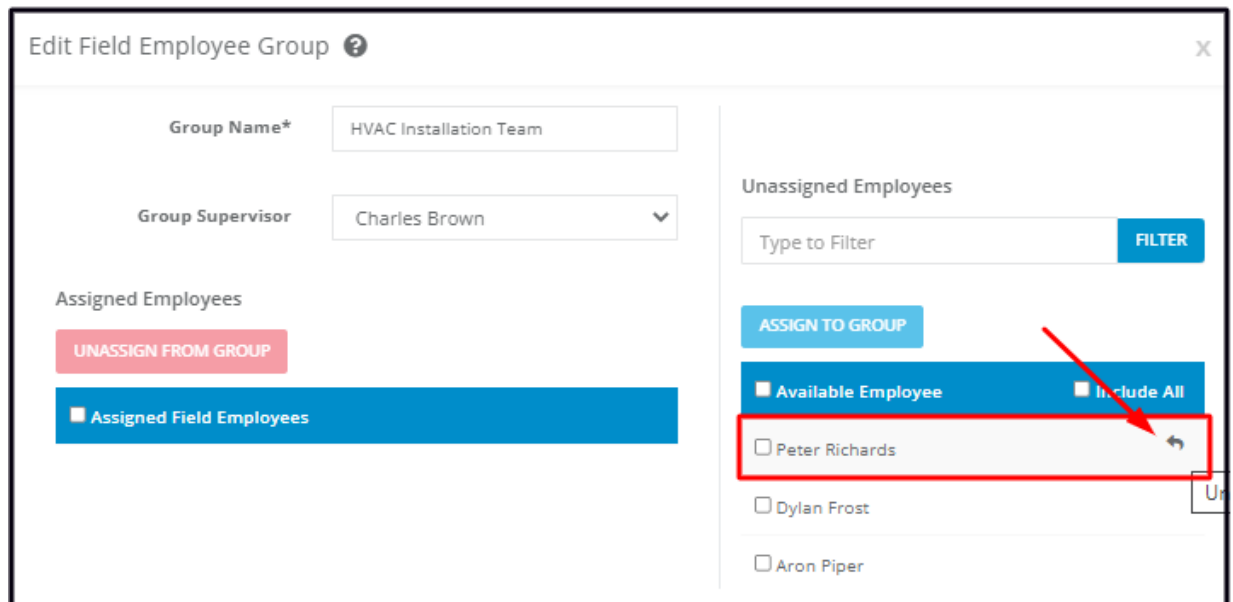 Edit Field Employee Group ?
X
Group Name*
HVAC Installation Team
Group Supervisor
Charles Brown
Assigned Employees
UNASSIGN FROM GROUP
Assigned Field Employees
Unassigned Employees
Type to Filter
FILTER
ASSIGN TO GROUP
Available Employee
Include All
Peter Richards
Dylan Frost
Aron Piper